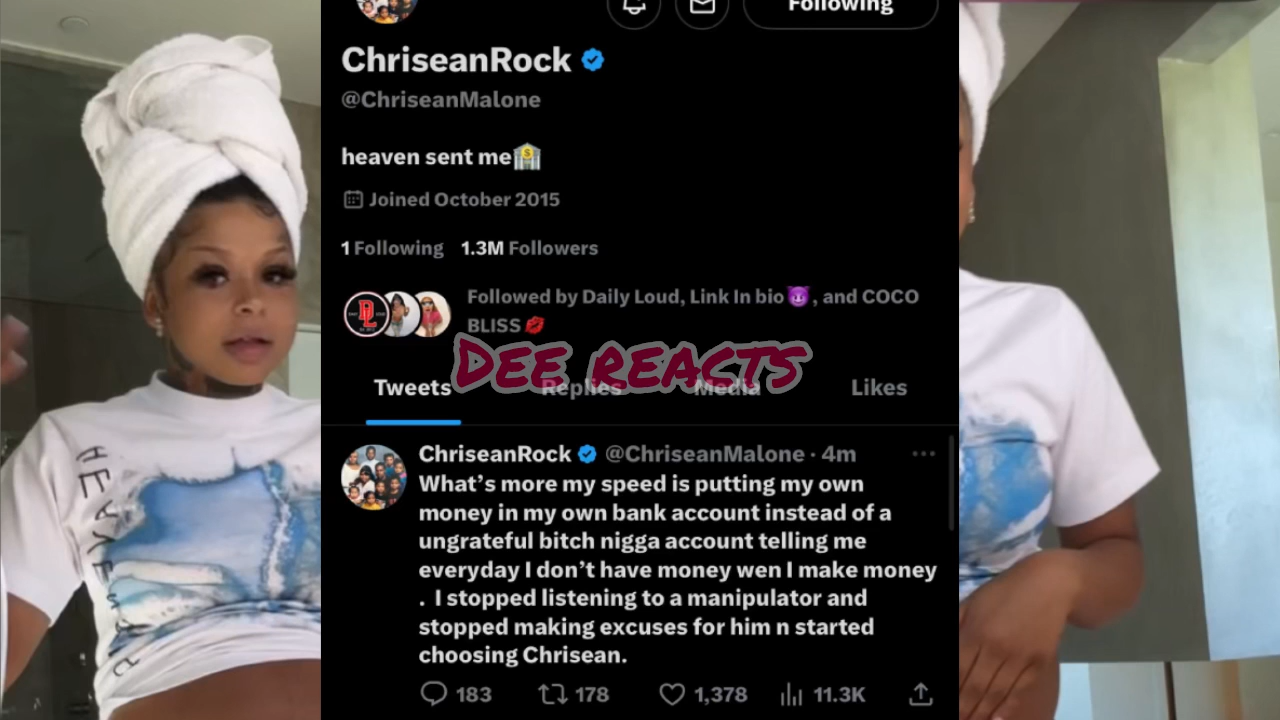 Following
ChriseanRock
@ChriseanMalone
heaven sent me
Joined October 2015
1 Following 1.3M Followers
Followed by Daily Loud, Link In bio😈, and COCO
BLISS 💋
DEE REACTS
Tweets Replies Media Likes
ChriseanRock @ChriseanMalone · 4m
What’s more my speed is putting my own
money in my own bank account instead of a
ungrateful bitch nigga account telling me
everyday I don’t have money wen I make money
. I stopped listening to a manipulator and
stopped making excuses for him n started
choosing Chrisean.
183 178 1,378 11.3K
DL